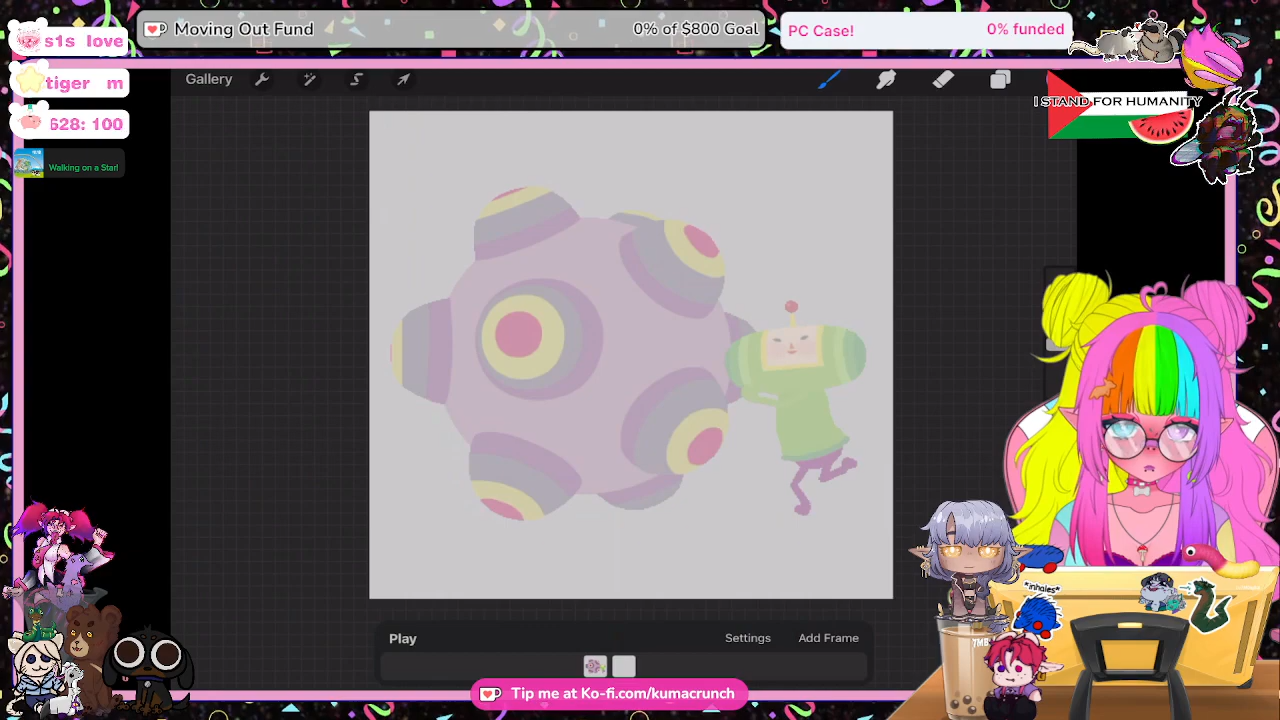 s1s love
Moving Out Fund 0% of $800 Goal
PC Case! 0% funded
tiger m
628: 100
Walking on a Star!
Gallery
I STAND FOR HUMANITY
*inhales*
Play Settings Add Frame
Tip me at Ko-fi.com/kumacrunch